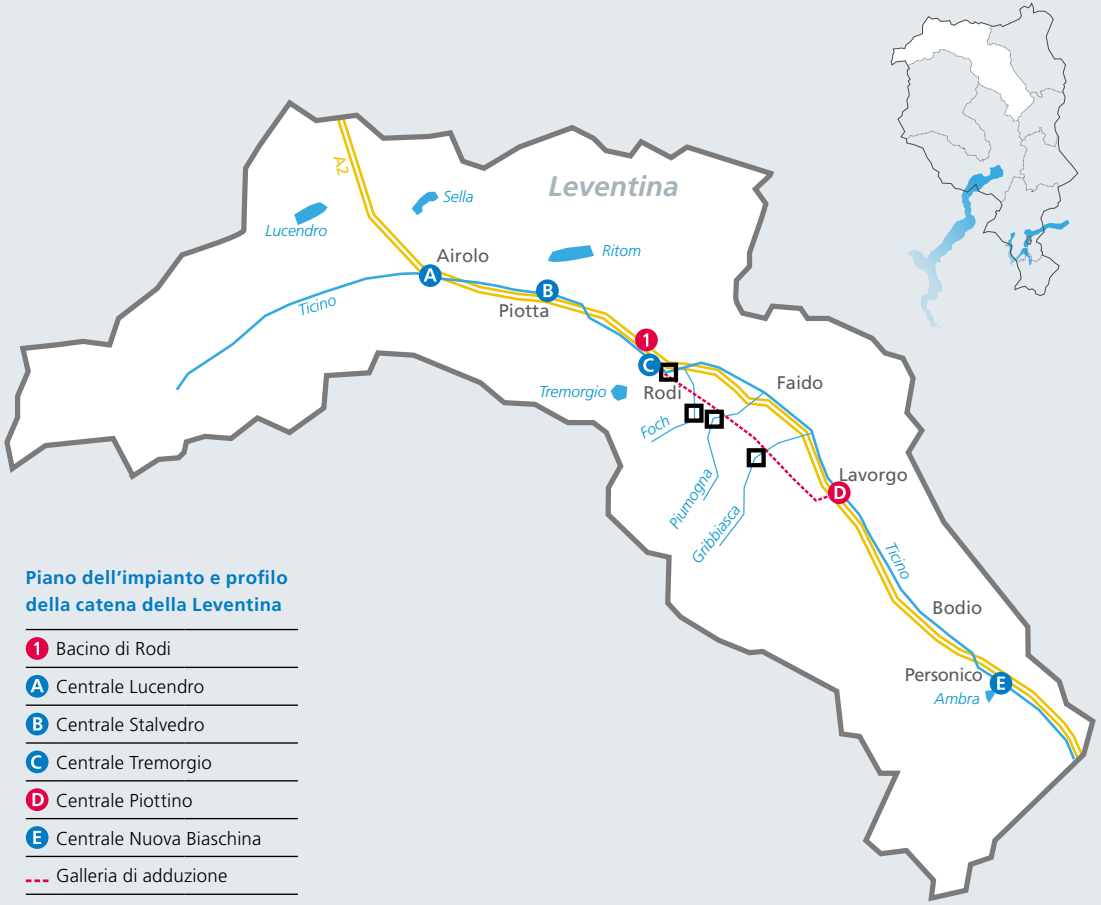 Leventina
A2
Sella
Lucendro
Ritom
Airolo
A
B
Ticino
Piotta
1
C
Tremorgio
Rodi
Faido
Foch
Piumogna
Gribbiasca
Lavorgo
D
Ticino
Bodio
Personico
E
Ambra
Piano dell'impianto e profilo
della catena della Leventina
1 Bacino di Rodi
A Centrale Lucendro
B Centrale Stalvedro
C Centrale Tremorgio
D Centrale Piottino
E Centrale Nuova Biaschina
Galleria di adduzione